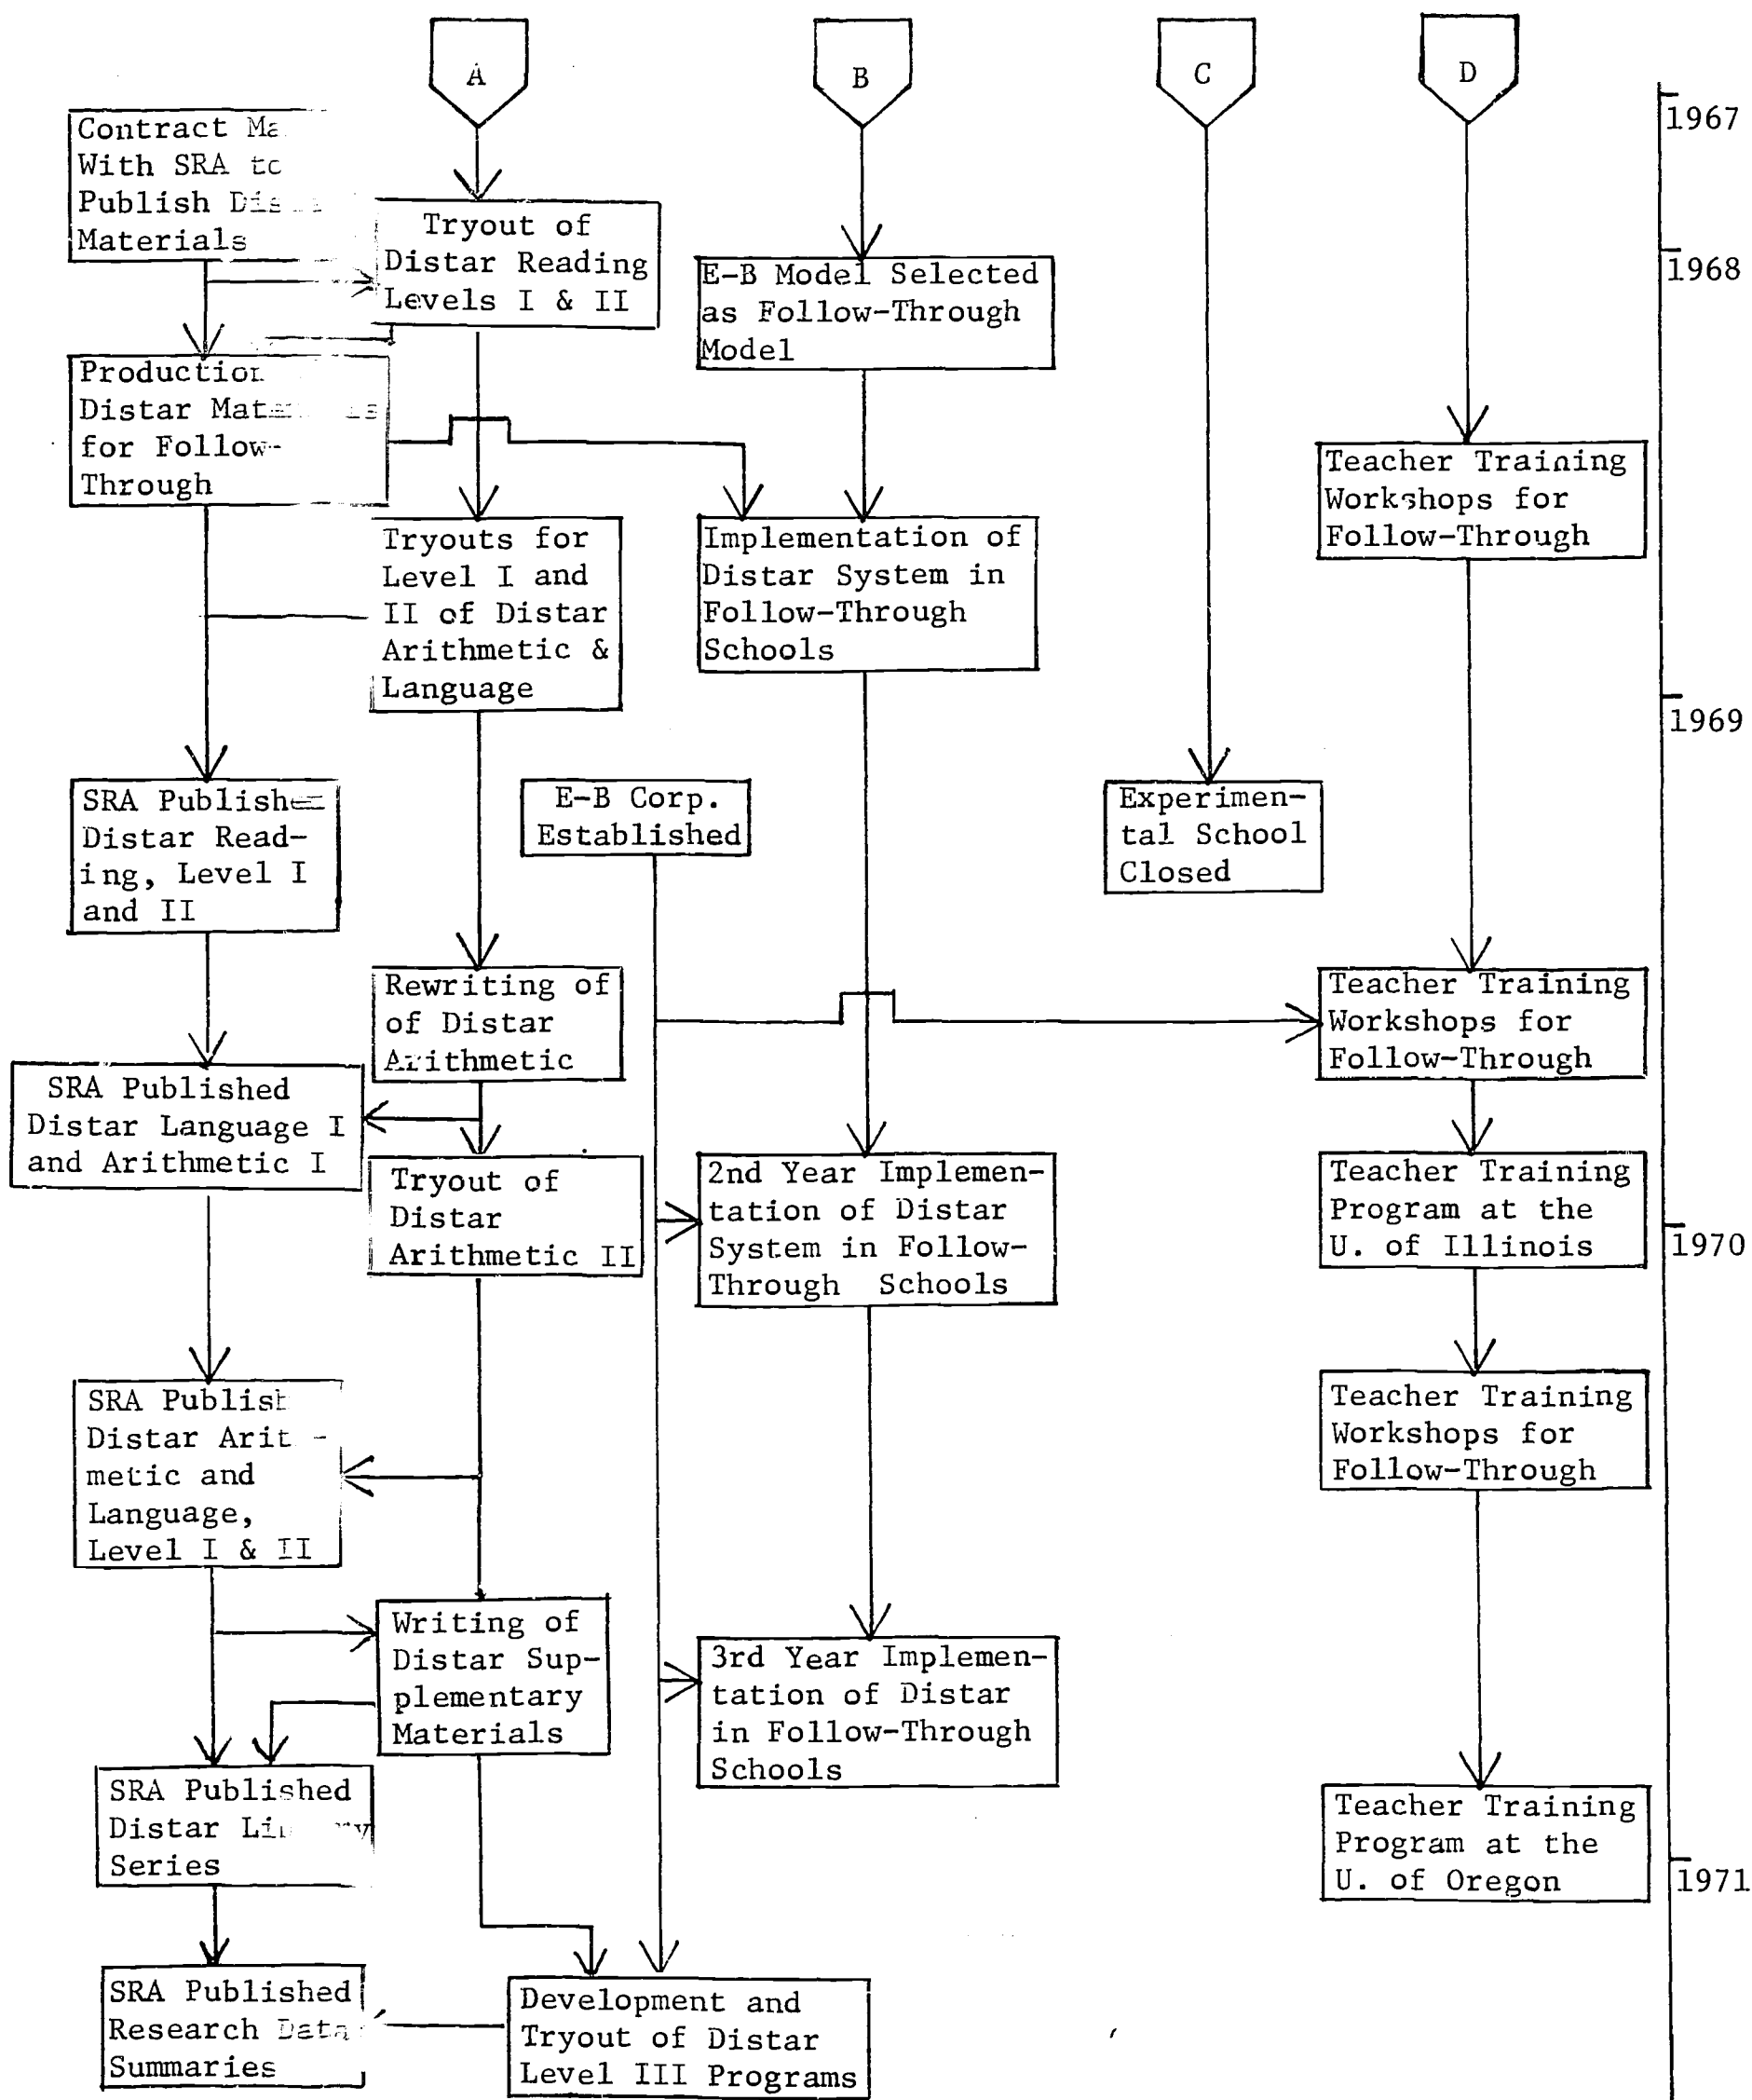 A
B
C
D
1967
1968
1969
1970
1971
Contract
With SRA to
Publish
Materials
Tryout of
Distar Reading
Levels I & II
E-B Model Selected
as Follow-Through
Model
Production
Distar
for Follow-
Through
Teacher Training
Workshops for
Follow-Through
Tryouts for
Level I and
II of Distar
Arithmetic &
Language
Implementation of
Distar System in
Follow-Through
Schools
SRA
Distar Read-
ing, Level I
and II
E-B Corp.
Established
Experimen-
tal School
Closed
Rewriting of
of Distar
Arithmetic
Teacher Training
Workshops for
Follow-Through
SRA Published
Distar Language I
and Arithmetic I
Tryout of
Distar
Arithmetic II
2nd Year Implemen-
tation of Distar
System in Follow-
Through Schools
Teacher Training
Program at the
U. of Illinois
SRA
Distar
metic and
Language,
Level I & II
Teacher Training
Workshops for
Follow-Through
Writing of
Distar Sup-
plementary
Materials
3rd Year Implemen-
tation of Distar
in Follow-Through
Schools
SRA Published
Distar
Series
Teacher Training
Program at the
U. of Oregon
SRA Published
Research Data
Summaries
Development and
Tryout of Distar
Level III Programs